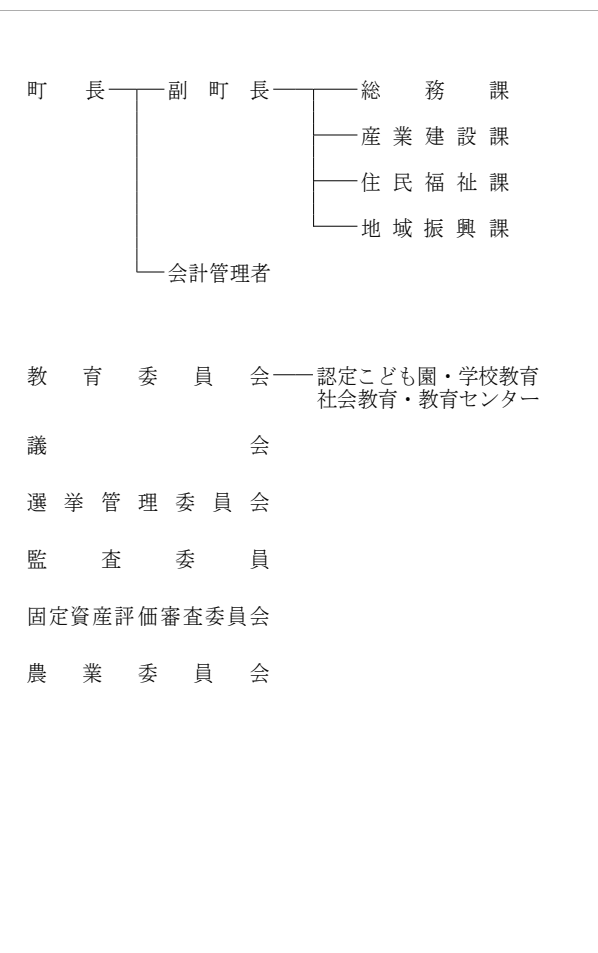 町長 副町長 総務課
産業建設課
住民福祉課
地域振興課
会計管理者
教育委員会 認定こども園・学校教育
社会教育・教育センター
議会
選挙管理委員会
監査委員
固定資産評価審査委員会
農業委員会